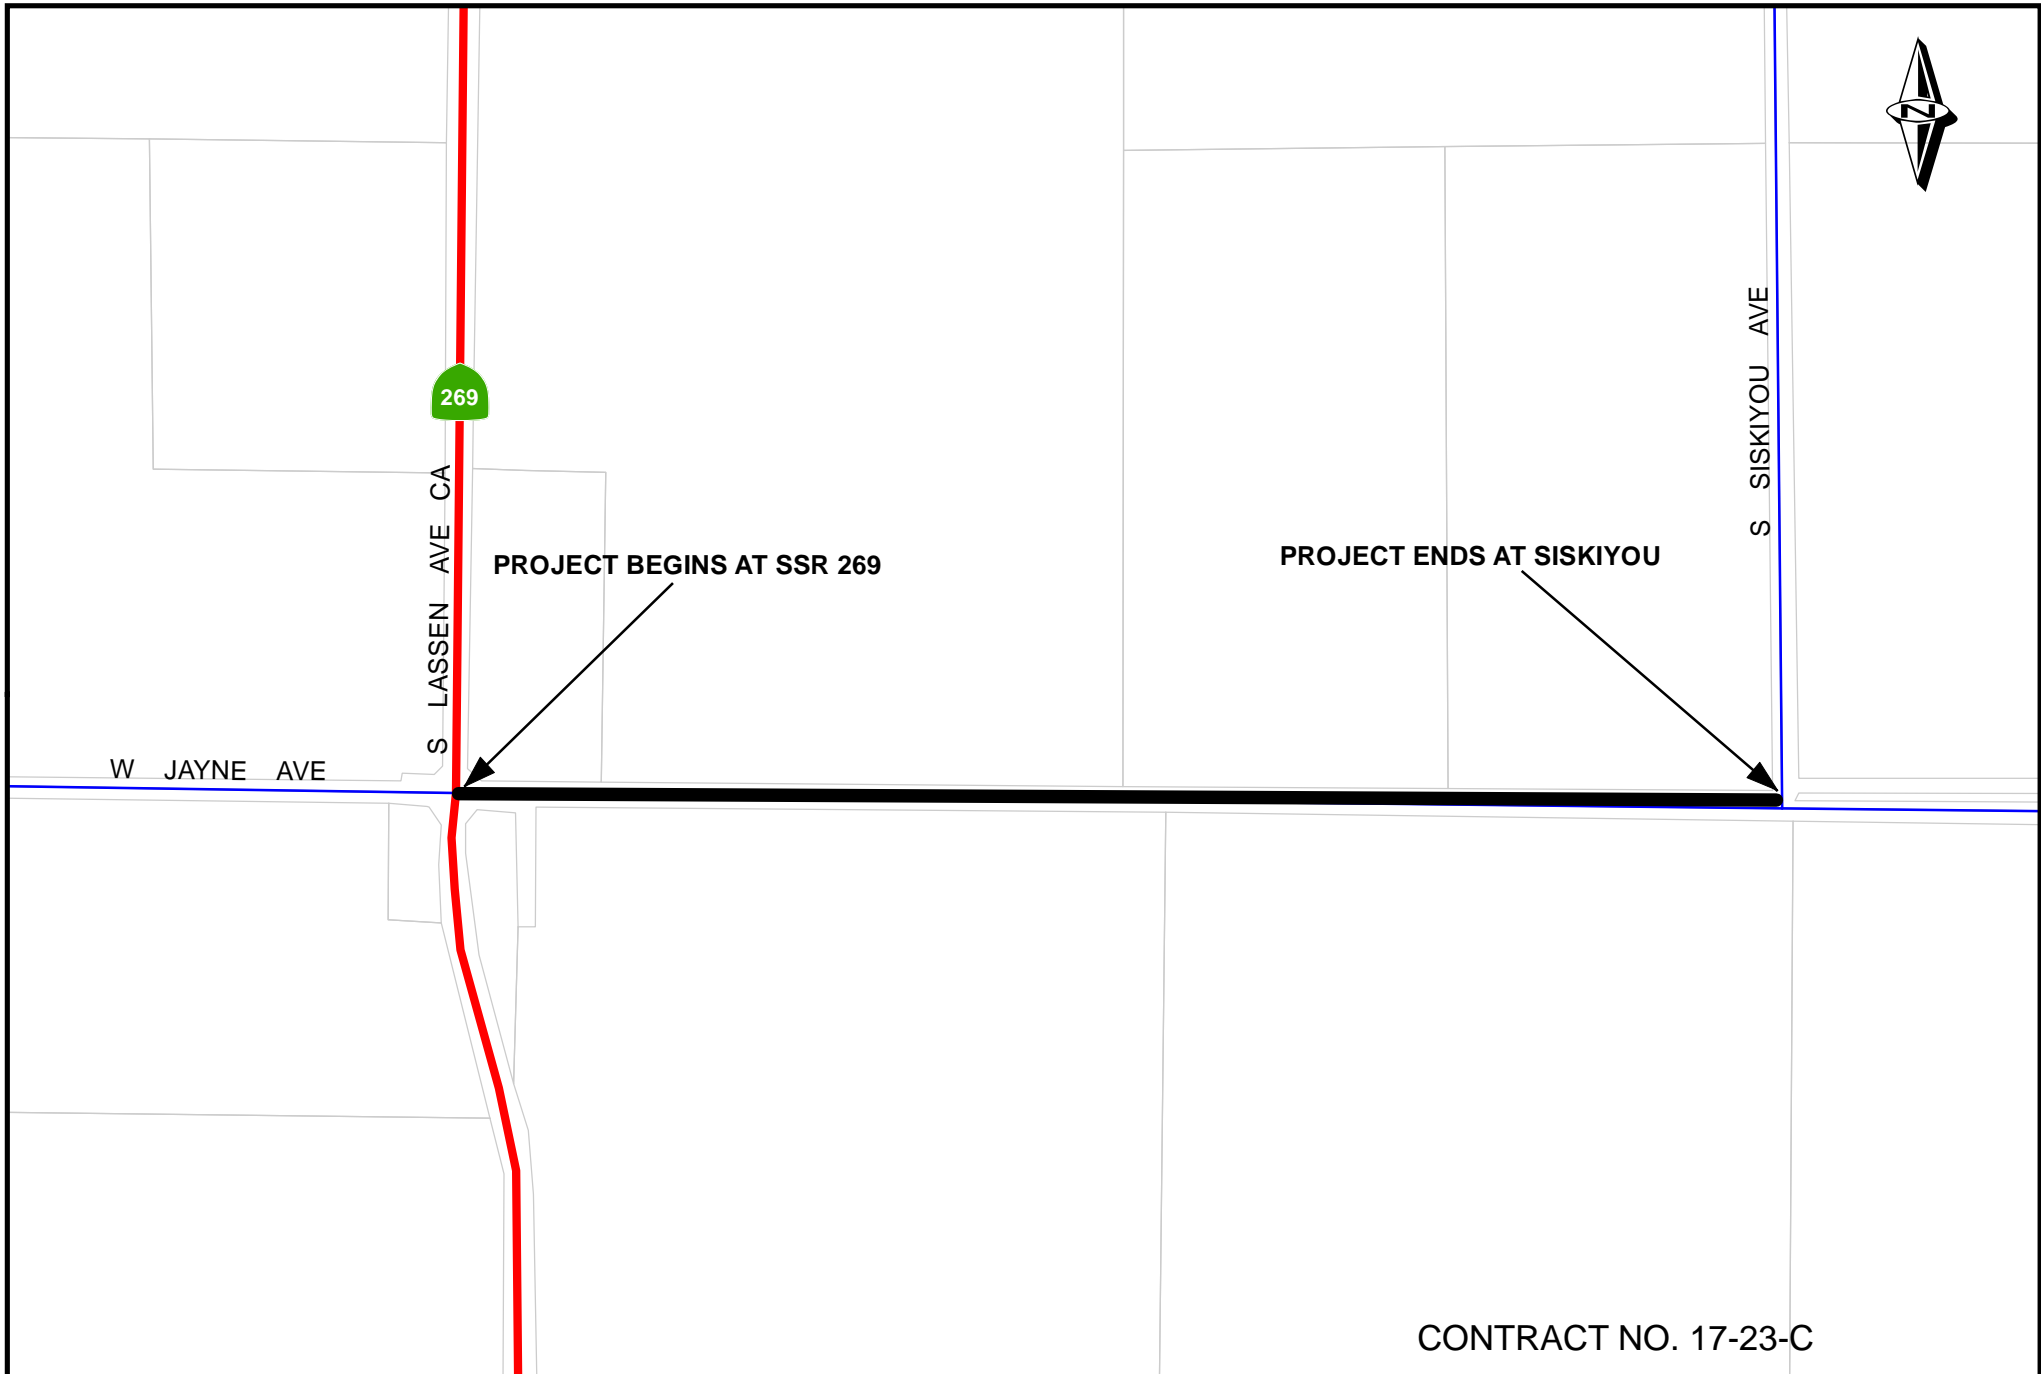 N
269
S SISKIYOU AVE
S LASSEN AVE CA
PROJECT BEGINS AT SSR 269
PROJECT ENDS AT SISKIYOU
W JAYNE AVE
CONTRACT NO. 17-23-C